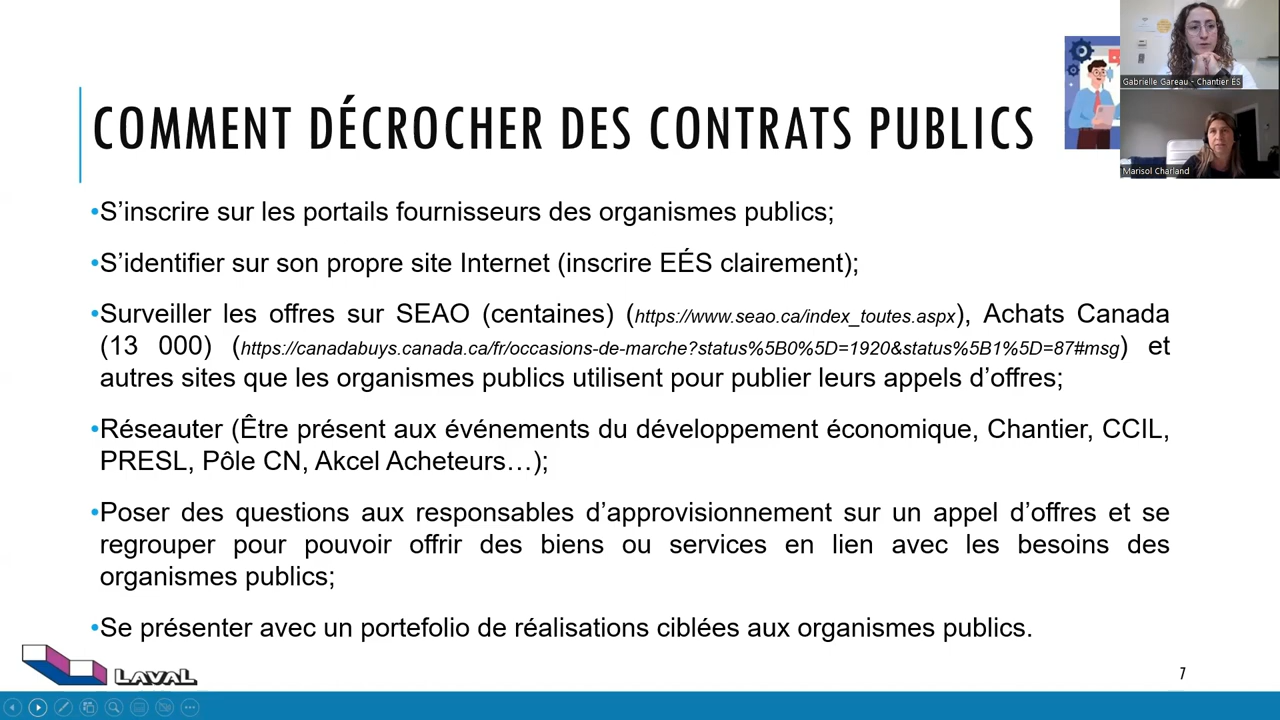 COMMENT DÉCROCHER DES CONTRATS PUBLICS
Gabrielle Gareau - Chantier ÉS
Marisol Charland
•S’inscrire sur les portails fournisseurs des organismes publics;
•S’identifier sur son propre site Internet (inscrire EÉS clairement);
•Surveiller les offres sur SEAO (centaines) (https://www.seao.ca/index_toutes.aspx), Achats Canada
(13 000) (https://canadabuys.canada.ca/fr/occasions-de-marche?status%5B0%5D=1920&status%5B1%5D=87#msg) et
autres sites que les organismes publics utilisent pour publier leurs appels d’offres;
•Réseauter (Être présent aux événements du développement économique, Chantier, CCIL,
PRESL, Pôle CN, Akcel Acheteurs…);
•Poser des questions aux responsables d’approvisionnement sur un appel d’offres et se
regrouper pour pouvoir offrir des biens ou services en lien avec les besoins des
organismes publics;
•Se présenter avec un portefolio de réalisations ciblées aux organismes publics.
LAVAL
7